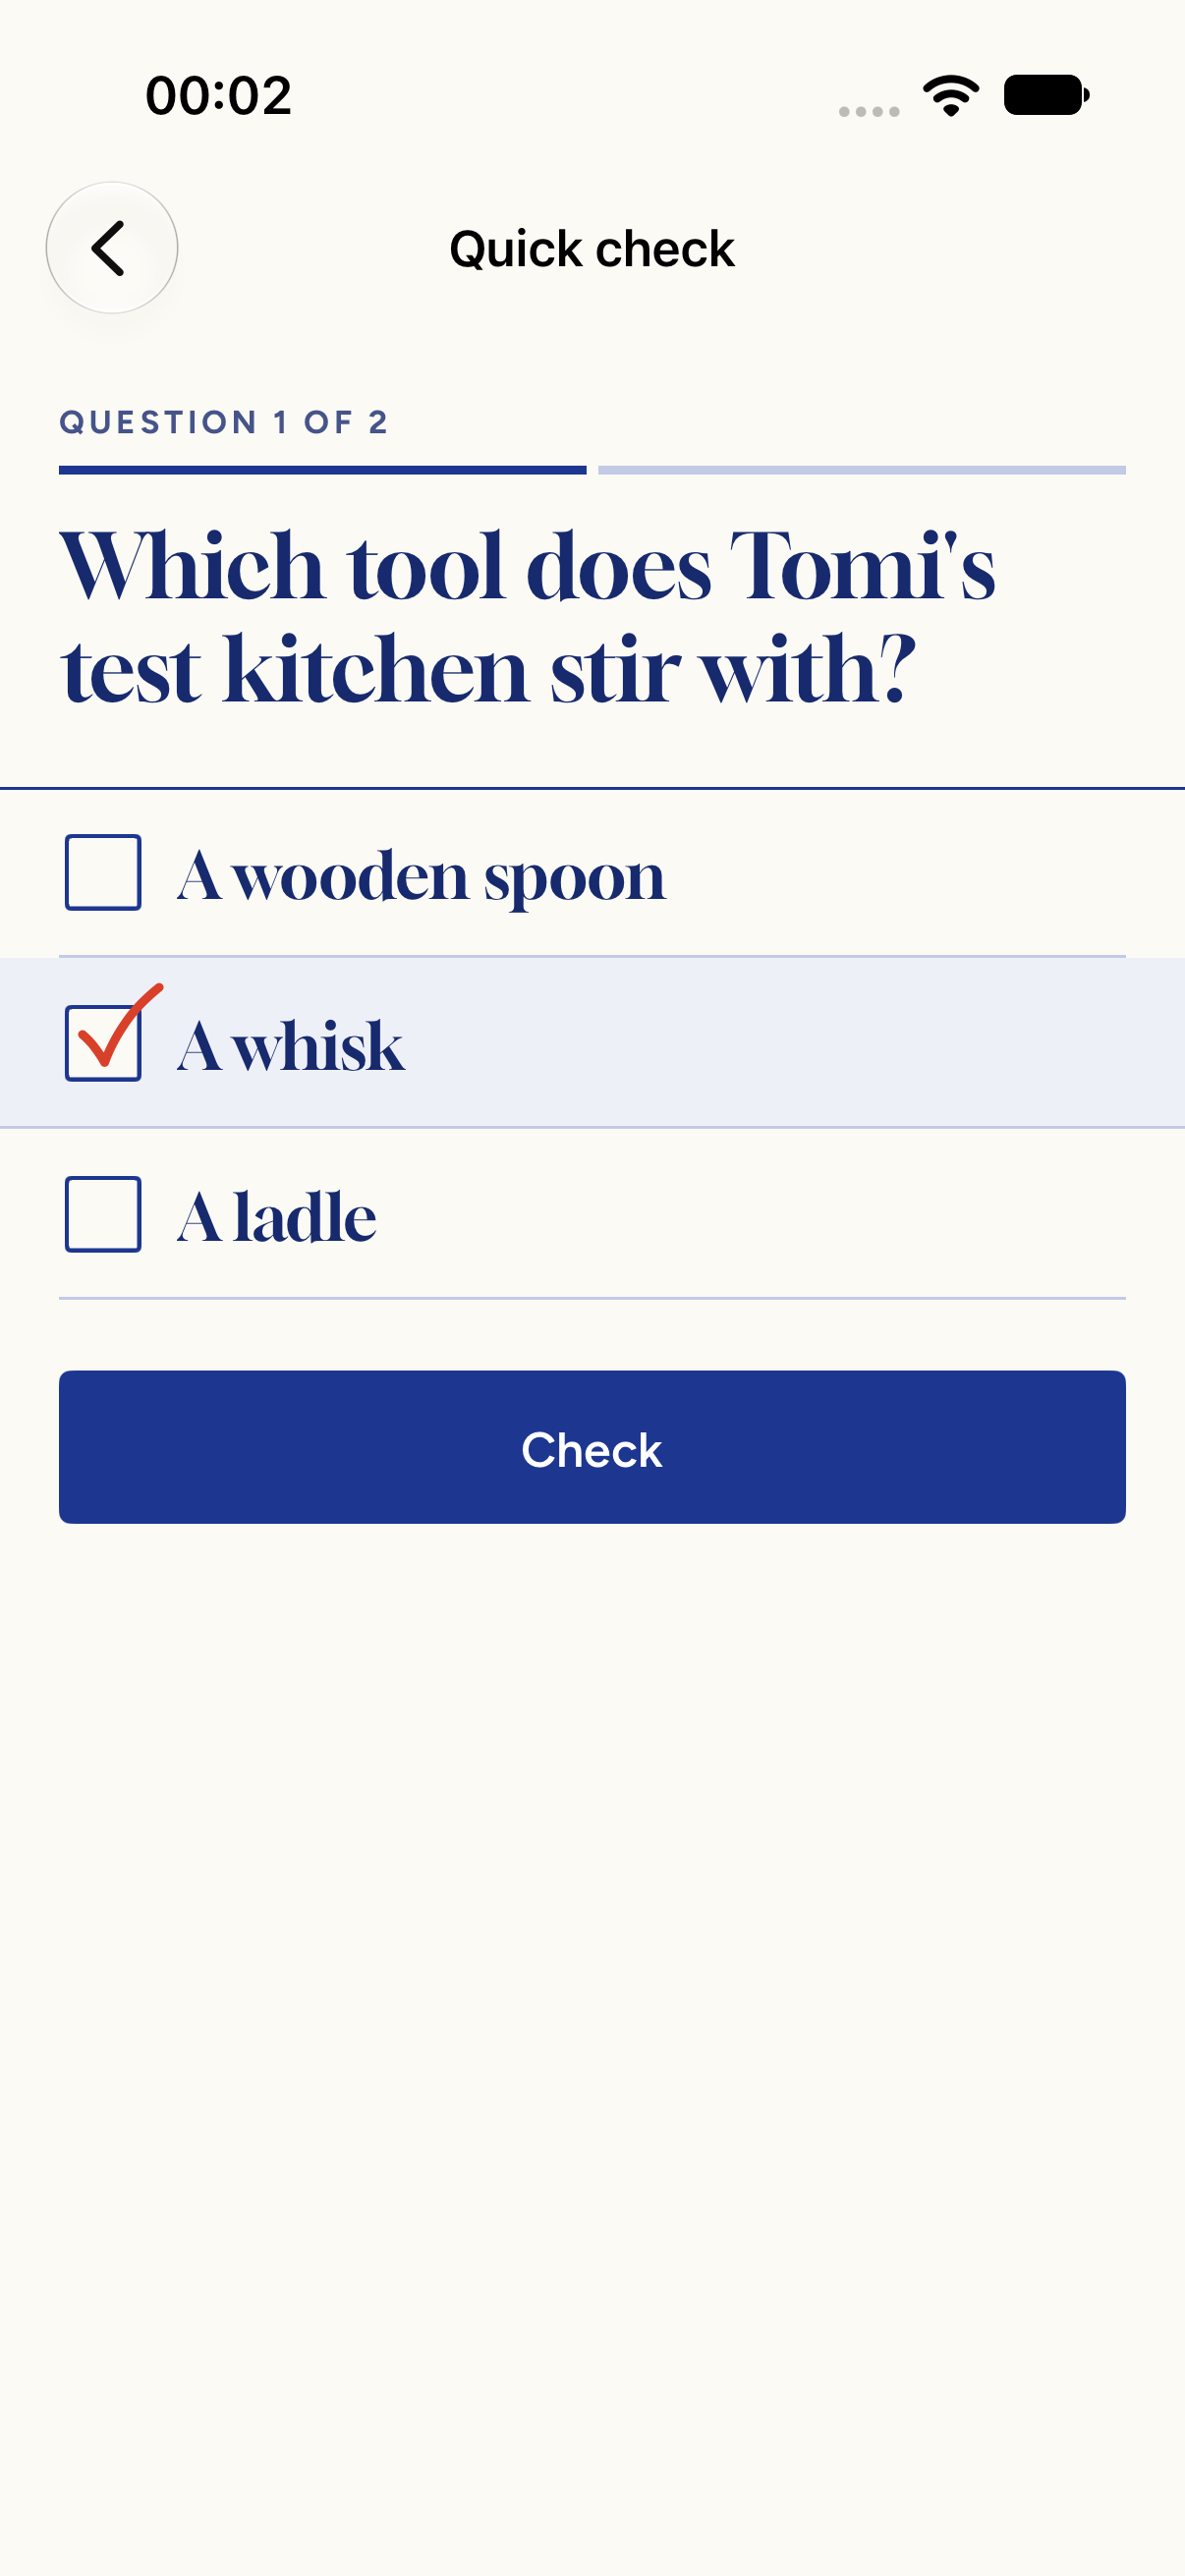 00:02
Quick check
QUESTION 1 OF 2
Which tool does Tomi's
test kitchen stir with?
A wooden spoon
A whisk
A ladle
Check